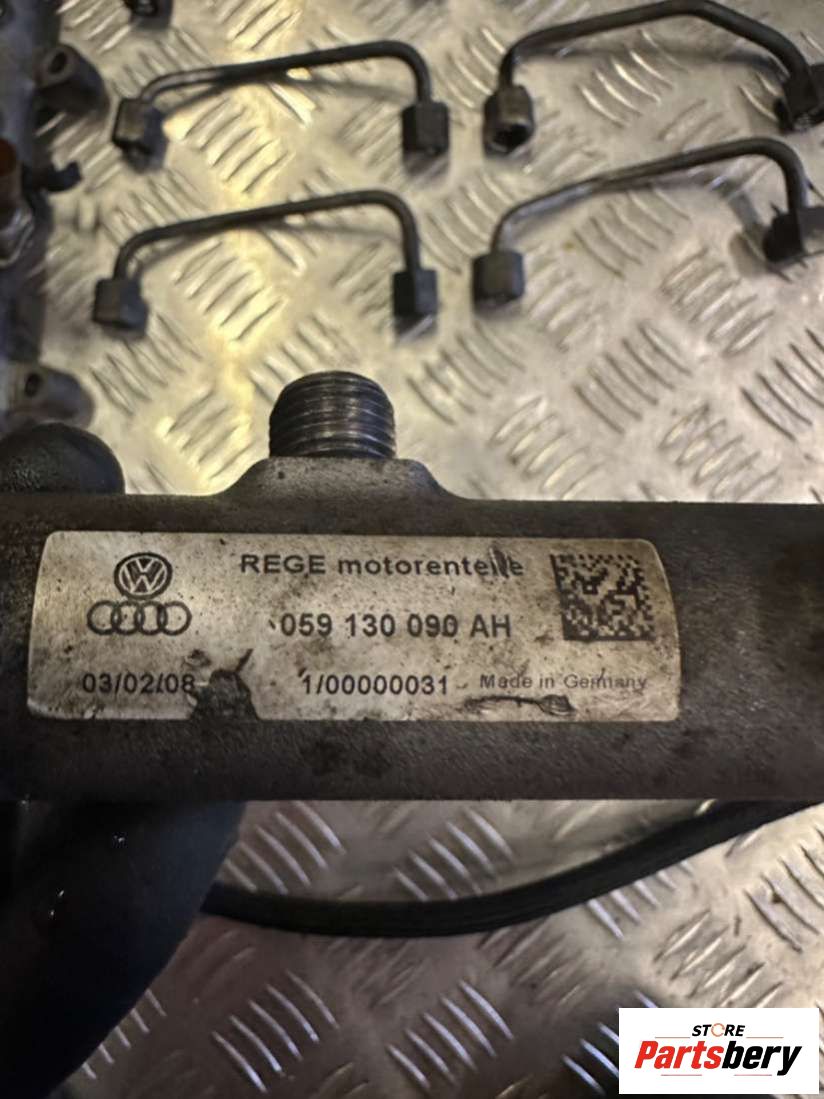 REGE motorenteile
059 130 090 AH
03/02/08 1/00000031 Made in Germany
STORE
Partsbery